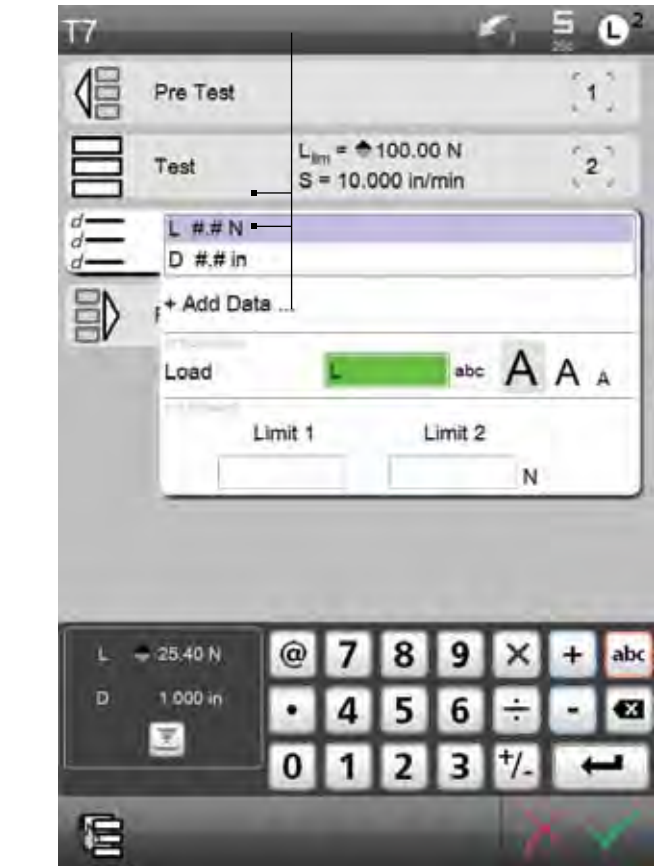 T7
S
L 2
Pre Test 1
Test Llim = 100.00 N 2
S = 10.000 in/min
d
d
d
L #.# N
D #.# in
+ Add Data ...
Load L abc A A A
Limit 1 Limit 2
N
L 25.40 N
D 1.000 in
@ 7 8 9 × + abc
• 4 5 6 ÷ -
0 1 2 3 +/-